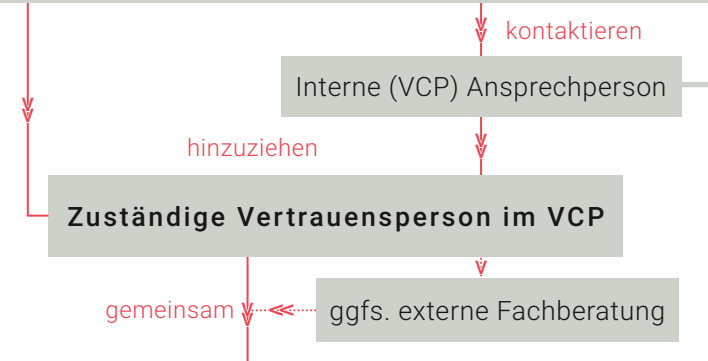 kontaktieren
Interne (VCP) Ansprechperson
hinzuziehen
Zuständige Vertrauensperson im VCP
gemeinsam
ggfs. externe Fachberatung